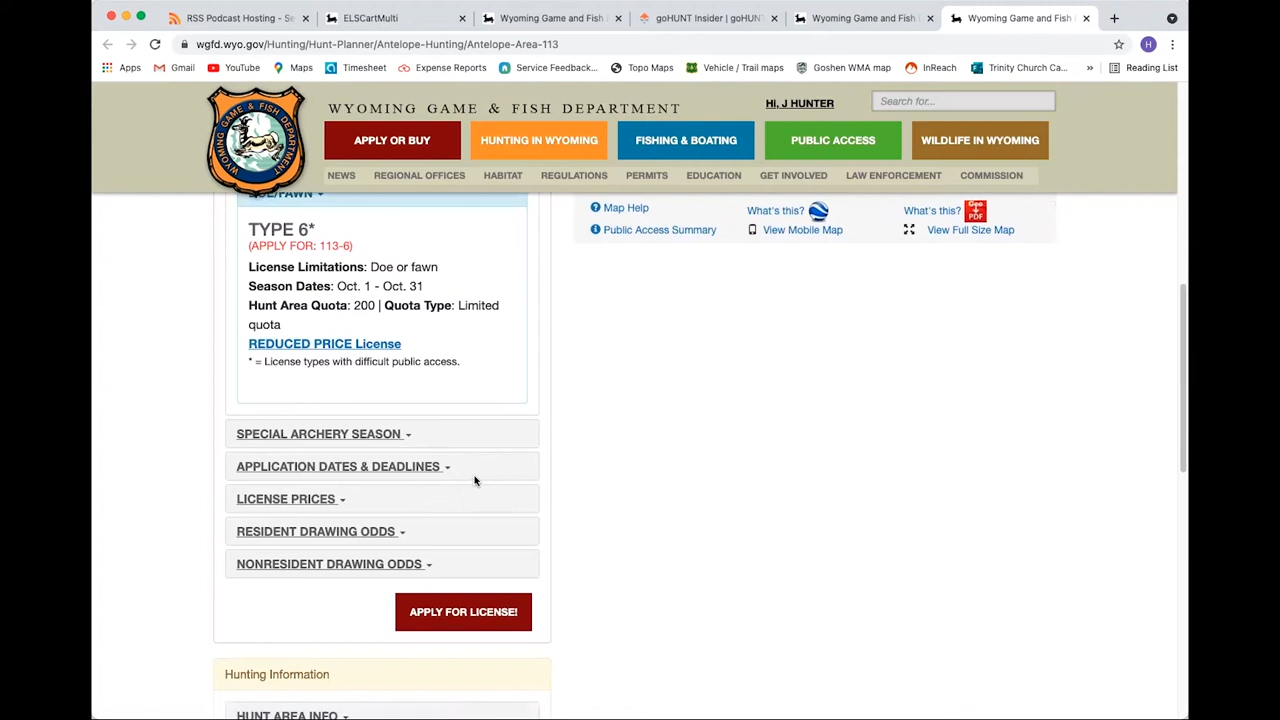 RSS Podcast Hosting - Se
ELSCartMulti
Wyoming Game and Fish
goHUNT Insider | goHUNT
Wyoming Game and Fish
Wyoming Game and Fish
wgfd.wyo.gov/Hunting/Hunt-Planner/Antelope-Hunting/Antelope-Area-113
H
Apps
Gmail
YouTube
Maps
Timesheet
Expense Reports
Service Feedback...
Topo Maps
Vehicle / Trail maps
Goshen WMA map
InReach
Trinity Church Ca...
»
Reading List
WYOMING GAME & FISH DEPARTMENT
Hi, J HUNTER
Search for...
WYOMING GAME & FISH DEPARTMENT
APPLY OR BUY
HUNTING IN WYOMING
FISHING & BOATING
PUBLIC ACCESS
WILDLIFE IN WYOMING
NEWS
REGIONAL OFFICES
HABITAT
REGULATIONS
PERMITS
EDUCATION
GET INVOLVED
LAW ENFORCEMENT
COMMISSION
DOE/FAWN
TYPE 6*
(APPLY FOR: 113-6)
License Limitations: Doe or fawn
Season Dates: Oct. 1 - Oct. 31
Hunt Area Quota: 200 | Quota Type: Limited
quota
REDUCED PRICE License
* = License types with difficult public access.
SPECIAL ARCHERY SEASON
APPLICATION DATES & DEADLINES
LICENSE PRICES
RESIDENT DRAWING ODDS
NONRESIDENT DRAWING ODDS
APPLY FOR LICENSE!
Hunting Information
HUNT AREA INFO
Map Help
What's this?
What's this?
Geo PDF
Public Access Summary
View Mobile Map
View Full Size Map